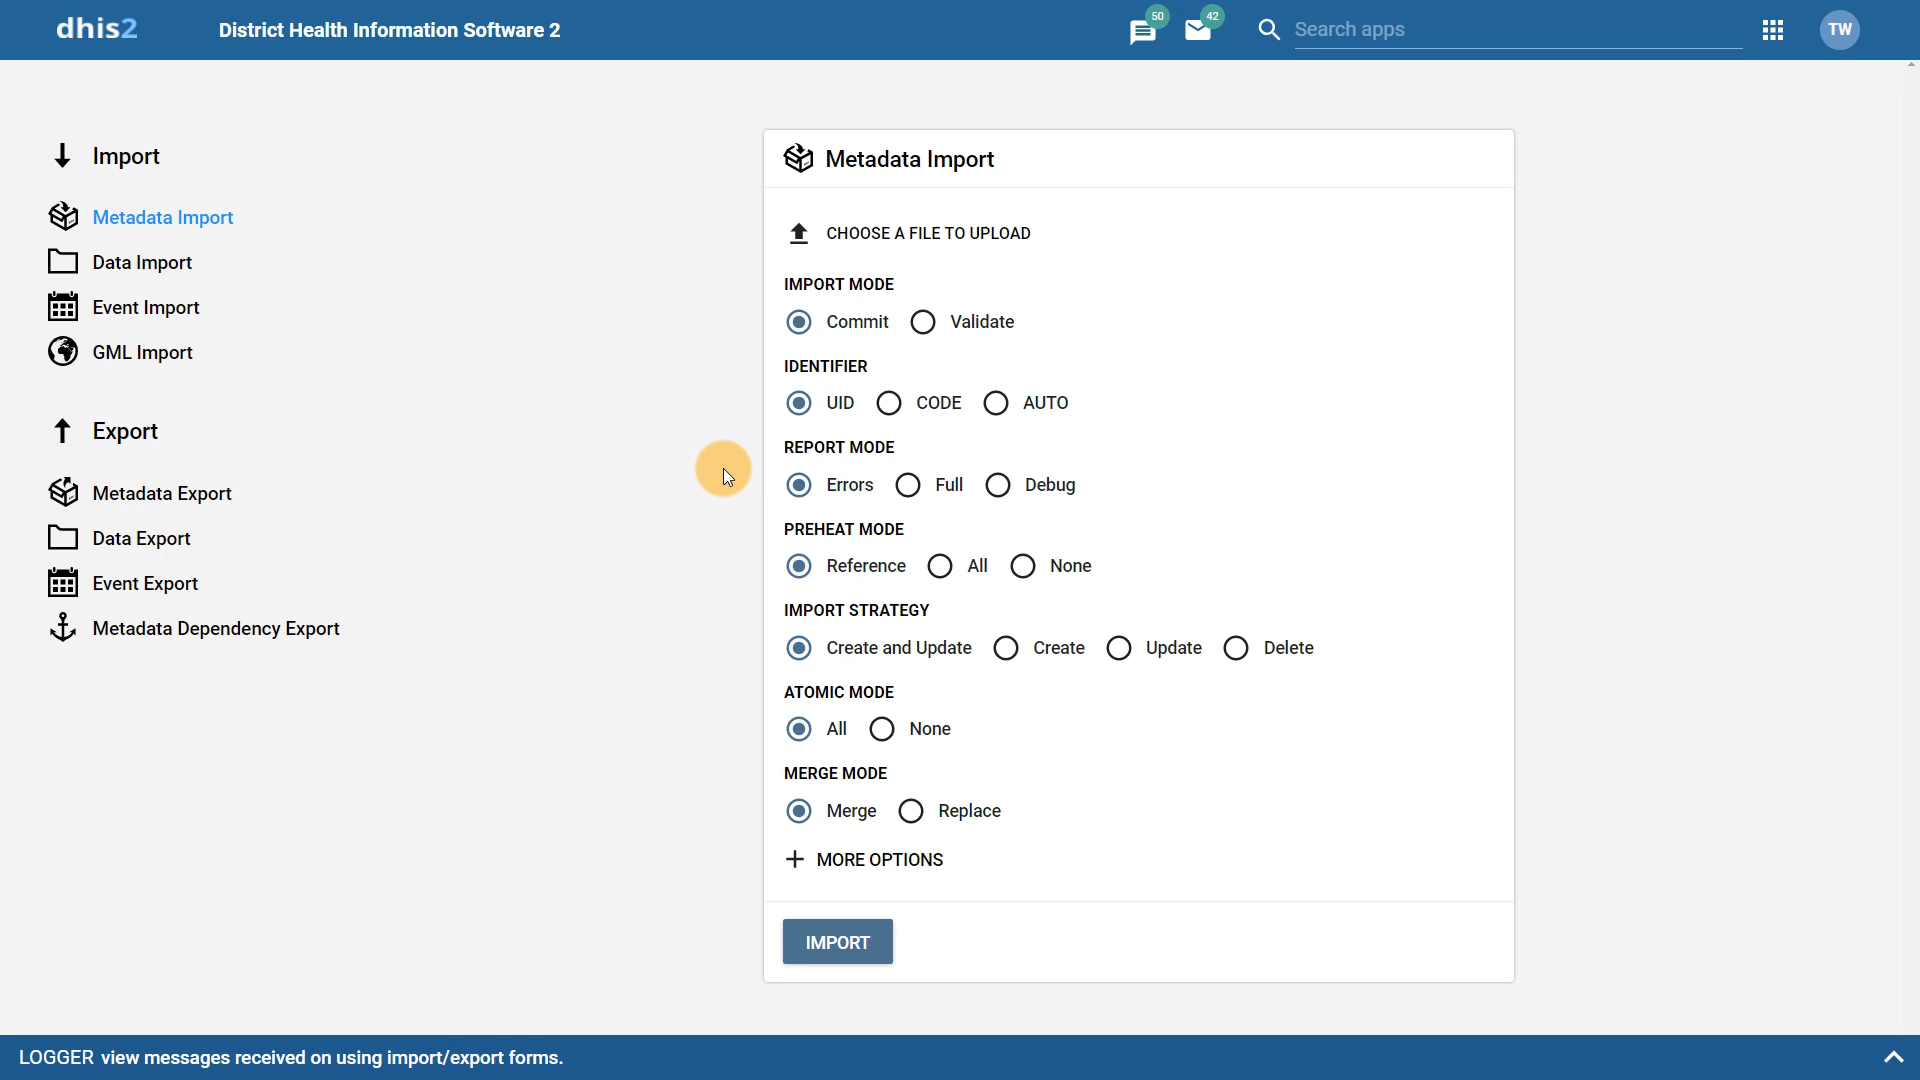 dhis2
District Health Information Software 2
50
42
Search apps
TW
Import
Metadata Import
Data Import
Event Import
GML Import
Export
Metadata Export
Data Export
Event Export
Metadata Dependency Export
Metadata Import
CHOOSE A FILE TO UPLOAD
IMPORT MODE
Commit Validate
IDENTIFIER
UID CODE AUTO
REPORT MODE
Errors Full Debug
PREHEAT MODE
Reference All None
IMPORT STRATEGY
Create and Update Create Update Delete
ATOMIC MODE
All None
MERGE MODE
Merge Replace
MORE OPTIONS
IMPORT
LOGGER view messages received on using import/export forms.